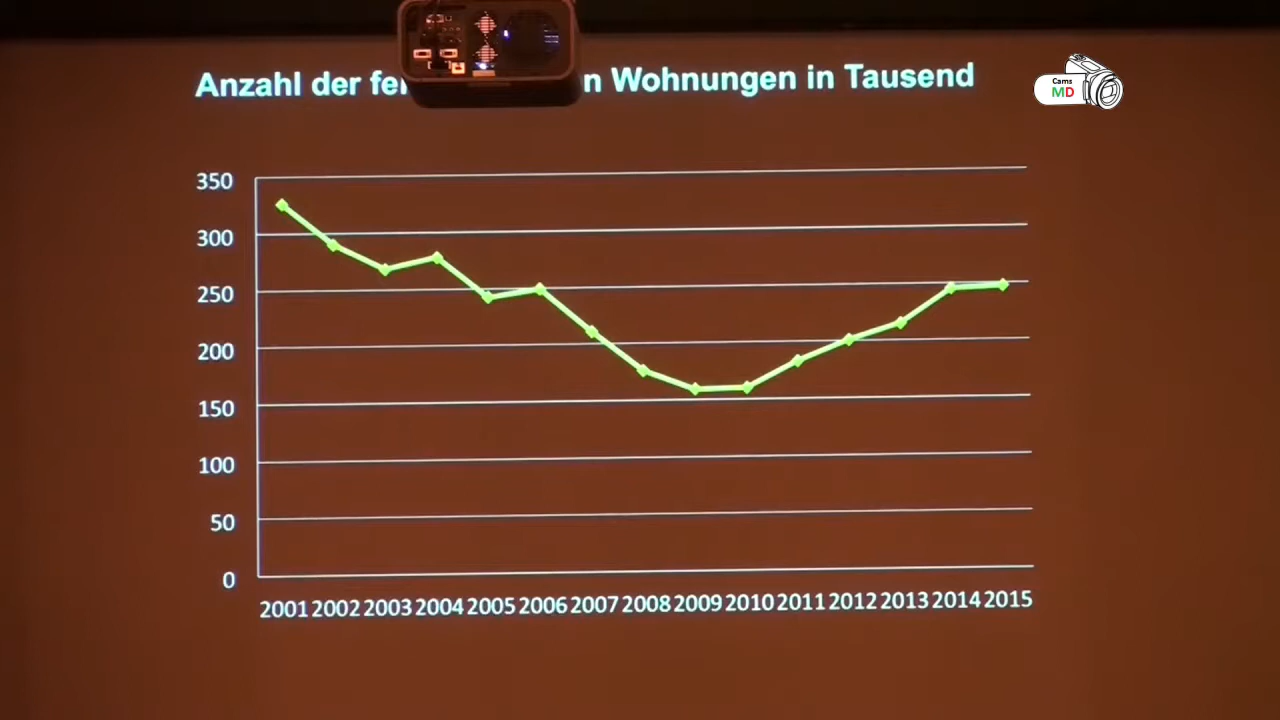 Anzahl der fe n Wohnungen in Tausend
Cams
MD
350
300
250
200
150
100
50
0
2001 2002 2003 2004 2005 2006 2007 2008 2009 2010 2011 2012 2013 2014 2015